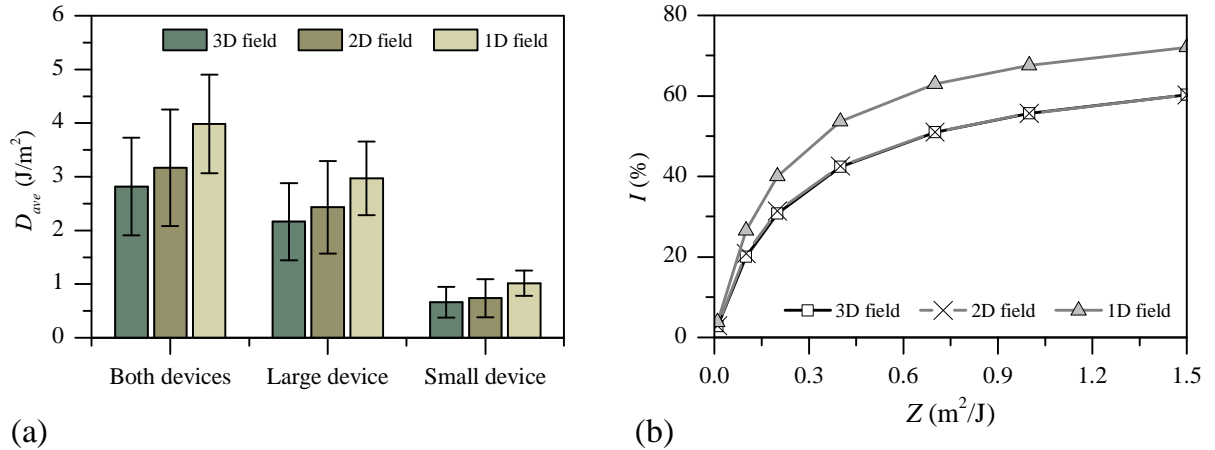 6
5
4
3
2
1
0
D_ave (J/m²)
3D field 2D field 1D field
Both devices Large device Small device
(a)
80
60
40
20
0
I (%)
3D field 2D field 1D field
0.0 0.3 0.6 0.9 1.2 1.5
Z (m²/J)
(b)